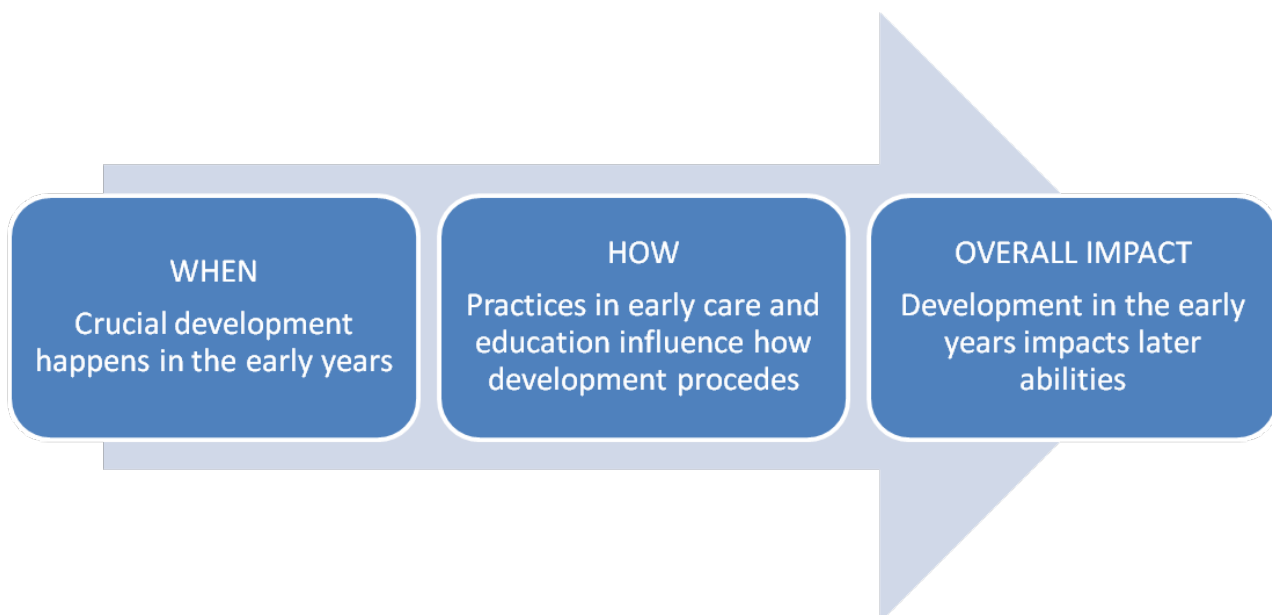 WHEN
Crucial development
happens in the early years
HOW
Practices in early care and
education influence how
development procedes
OVERALL IMPACT
Development in the early
years impacts later
abilities